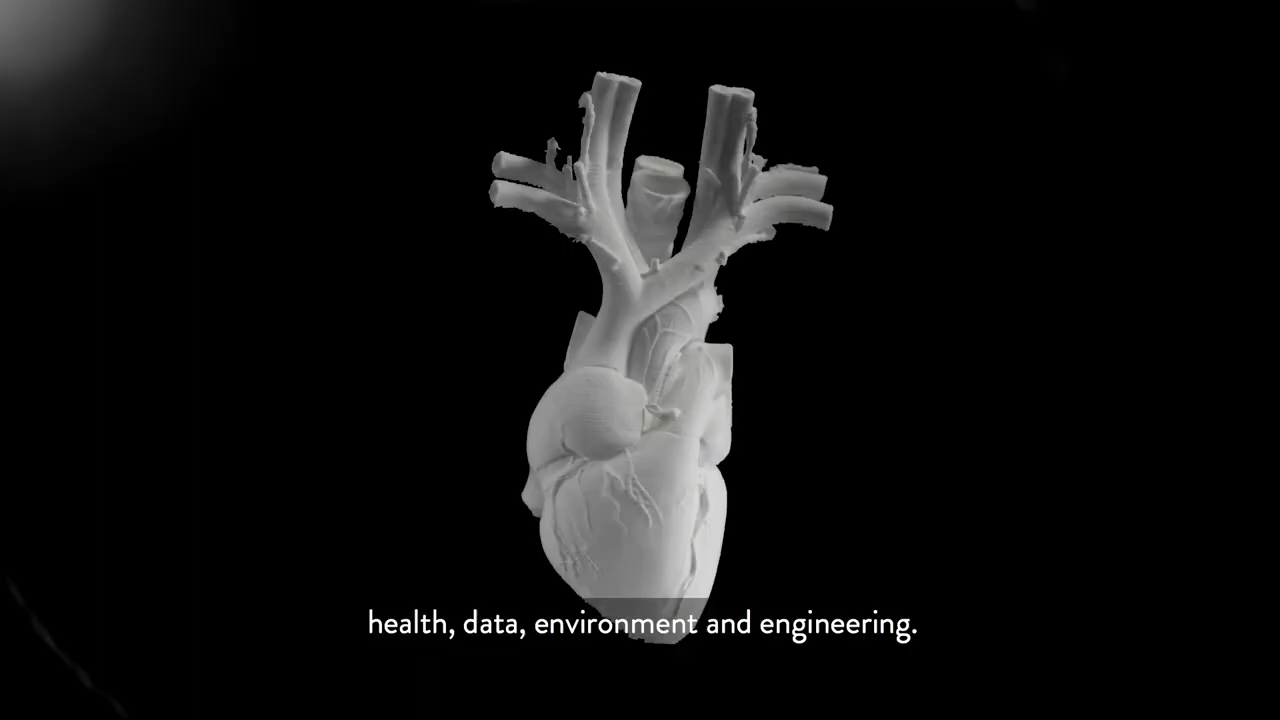 health, data, environment and engineering.